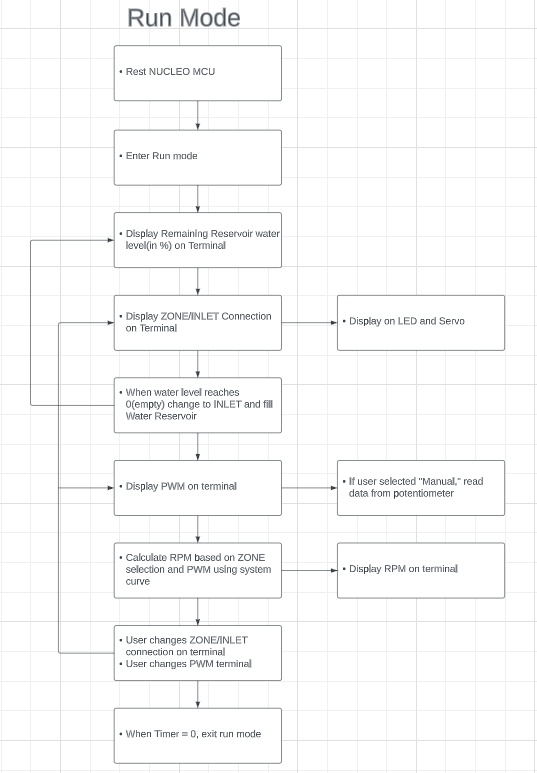 Run Mode
• Rest NUCLEO MCU
• Enter Run mode
• Display Remaining Reservoir water
level(in %) on Terminal
• Display ZONE/INLET Connection
on Terminal
• Display on LED and Servo
• When water level reaches
0(empty) change to INLET and fill
Water Reservoir
• Display PWM on terminal
• If user selected "Manual," read
data from potentiometer
• Calculate RPM based on ZONE
selection and PWM using system
curve
• Display RPM on terminal
• User changes ZONE/INLET
connection on terminal
• User changes PWM terminal
• When Timer = 0, exit run mode